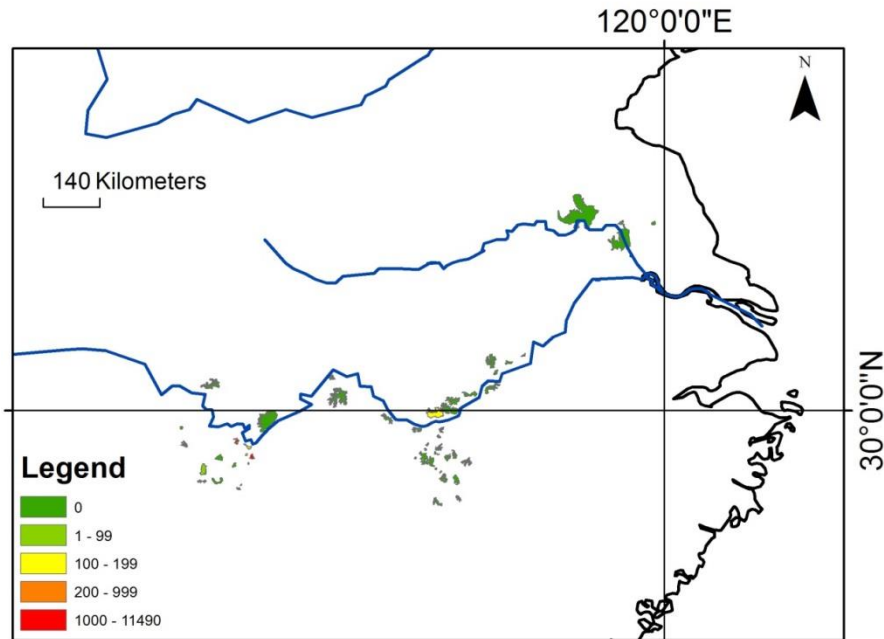 120°0'0"E
N
140 Kilometers
30°0'0"N
Legend
0
1 - 99
100 - 199
200 - 999
1000 - 11490